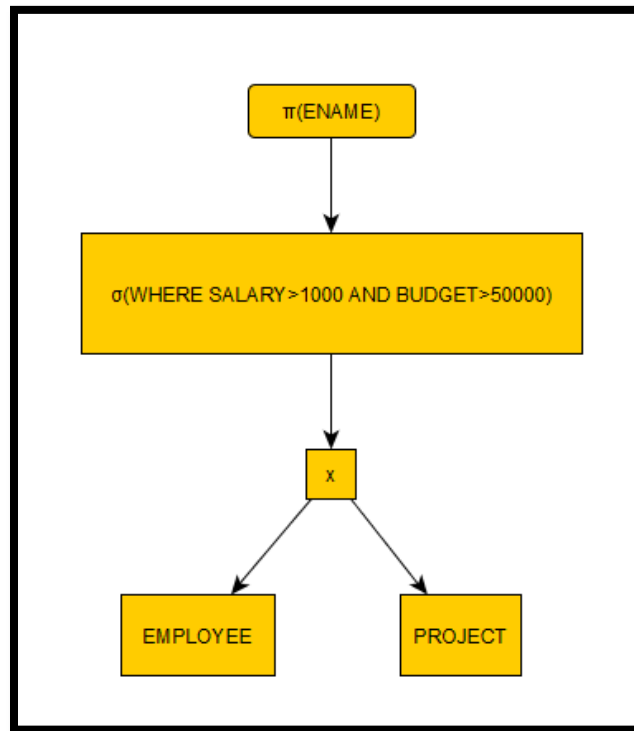 π(ENAME)
σ(WHERE SALARY>1000 AND BUDGET>50000)
x
EMPLOYEE
PROJECT